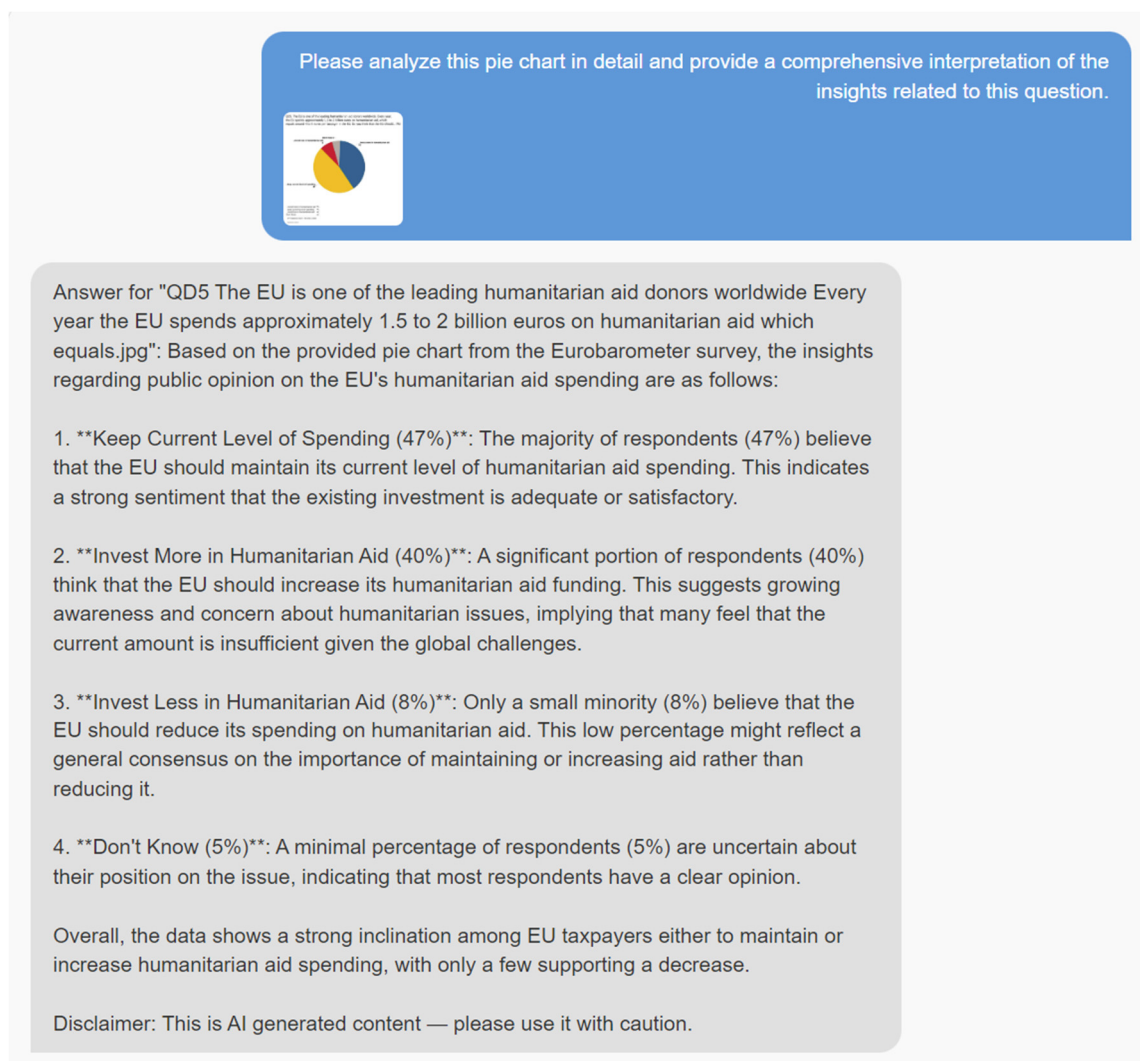 Please analyze this pie chart in detail and provide a comprehensive interpretation of the
insights related to this question.
Answer for "QD5 The EU is one of the leading humanitarian aid donors worldwide Every
year the EU spends approximately 1.5 to 2 billion euros on humanitarian aid which
equals.jpg": Based on the provided pie chart from the Eurobarometer survey, the insights
regarding public opinion on the EU's humanitarian aid spending are as follows:
1. **Keep Current Level of Spending (47%)**: The majority of respondents (47%) believe
that the EU should maintain its current level of humanitarian aid spending. This indicates
a strong sentiment that the existing investment is adequate or satisfactory.
2. **Invest More in Humanitarian Aid (40%)**: A significant portion of respondents (40%)
think that the EU should increase its humanitarian aid funding. This suggests growing
awareness and concern about humanitarian issues, implying that many feel that the
current amount is insufficient given the global challenges.
3. **Invest Less in Humanitarian Aid (8%)**: Only a small minority (8%) believe that the
EU should reduce its spending on humanitarian aid. This low percentage might reflect a
general consensus on the importance of maintaining or increasing aid rather than
reducing it.
4. **Don't Know (5%)**: A minimal percentage of respondents (5%) are uncertain about
their position on the issue, indicating that most respondents have a clear opinion.
Overall, the data shows a strong inclination among EU taxpayers either to maintain or
increase humanitarian aid spending, with only a few supporting a decrease.
Disclaimer: This is AI generated content — please use it with caution.